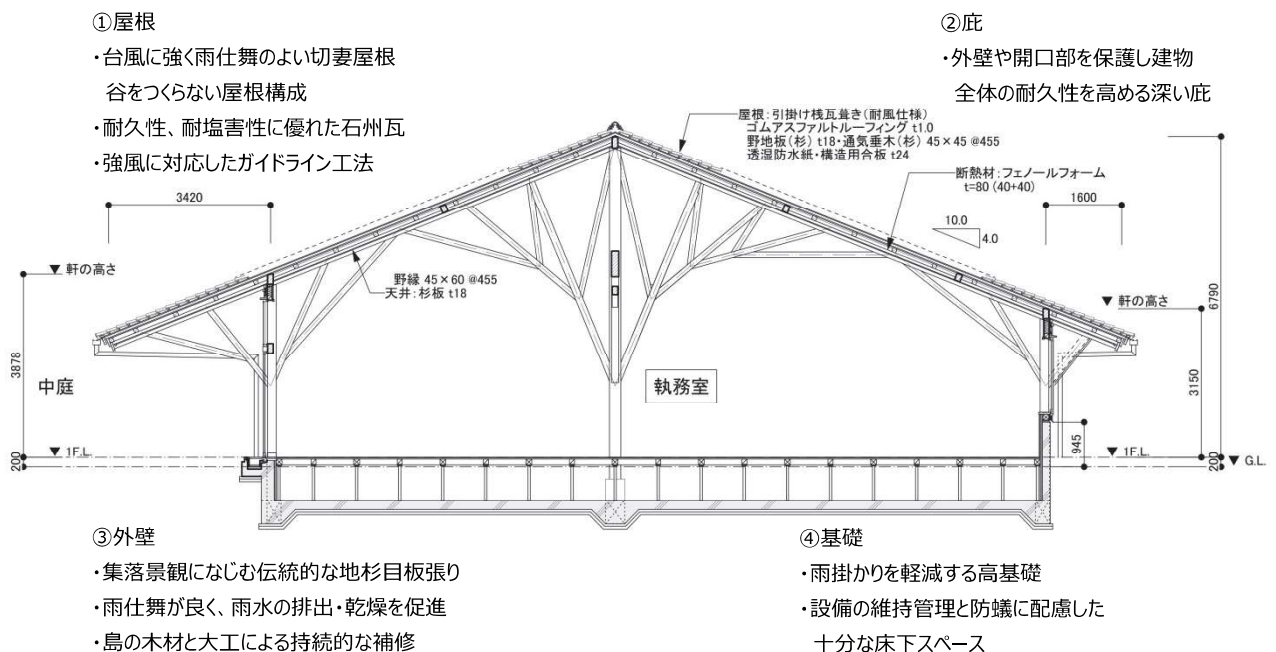 ①屋根
・台風に強く雨仕舞のよい切妻屋根
谷をつくらない屋根構成
・耐久性、耐塩害性に優れた石州瓦
・強風に対応したガイドライン工法
②庇
・外壁や開口部を保護し建物
全体の耐久性を高める深い庇
屋根：引掛け桟瓦葺き(耐風仕様)
ゴムアスファルトルーフィング t1.0
野地板(杉) t18・通気垂木(杉) 45×45 @455
透湿防水紙・構造用合板 t24
断熱材：フェノールフォーム
t=80 (40+40)
3420
1600
10.0
4.0
▼ 軒の高さ
野縁 45×60 @455
天井：杉板 t18
▼ 軒の高さ
6790
3878
3150
中庭
執務室
945
▼ 1F.L.
▼ 1F.L.
200
200
▼ G.L.
③外壁
・集落景観になじむ伝統的な地杉目板張り
・雨仕舞が良く、雨水の排出・乾燥を促進
・島の木材と大工による持続的な補修
④基礎
・雨掛かりを軽減する高基礎
・設備の維持管理と防蟻に配慮した
十分な床下スペース